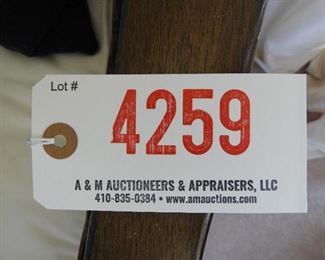 Lot #
4259
A & M AUCTIONEERS & APPRAISERS, LLC
410-835-0384 • www.amauctions.com